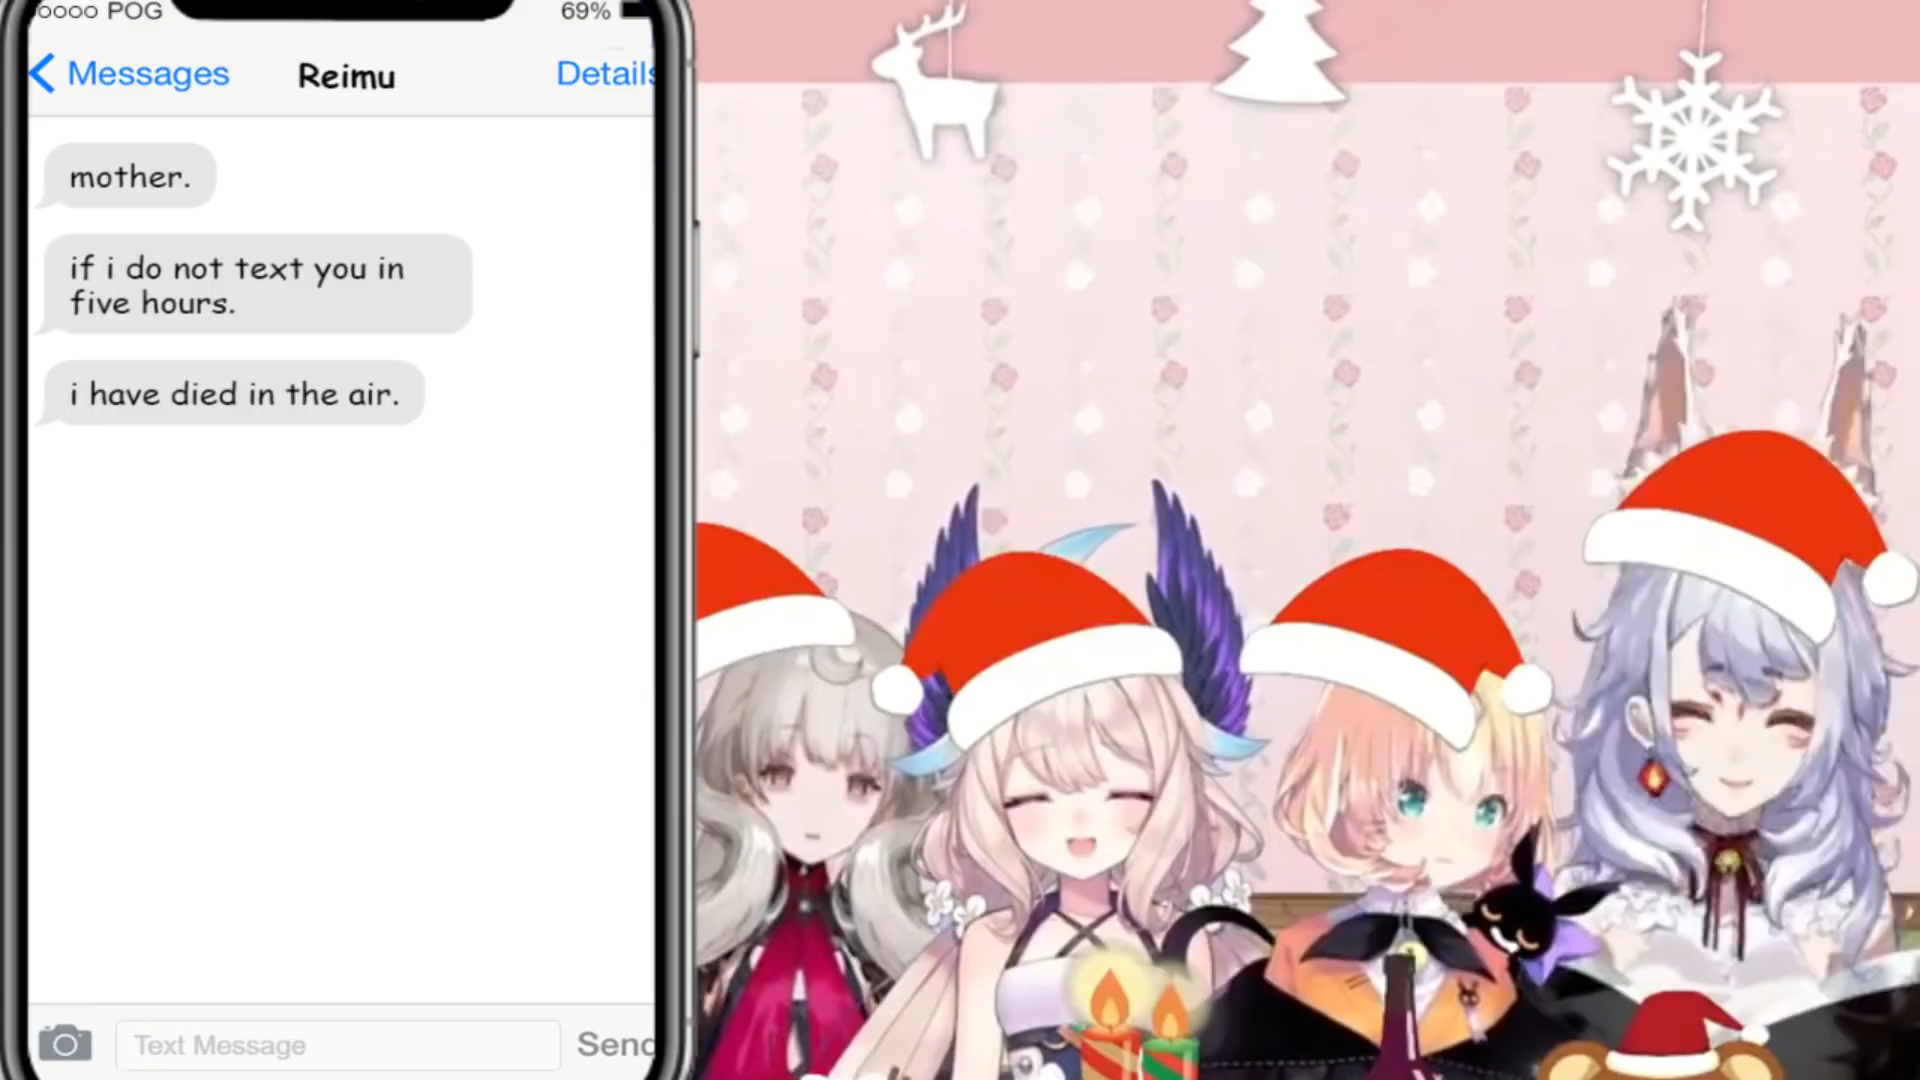 oooo POG
69%
Messages
Reimu
Details
mother.
if i do not text you in
five hours.
i have died in the air.
Text Message
Send